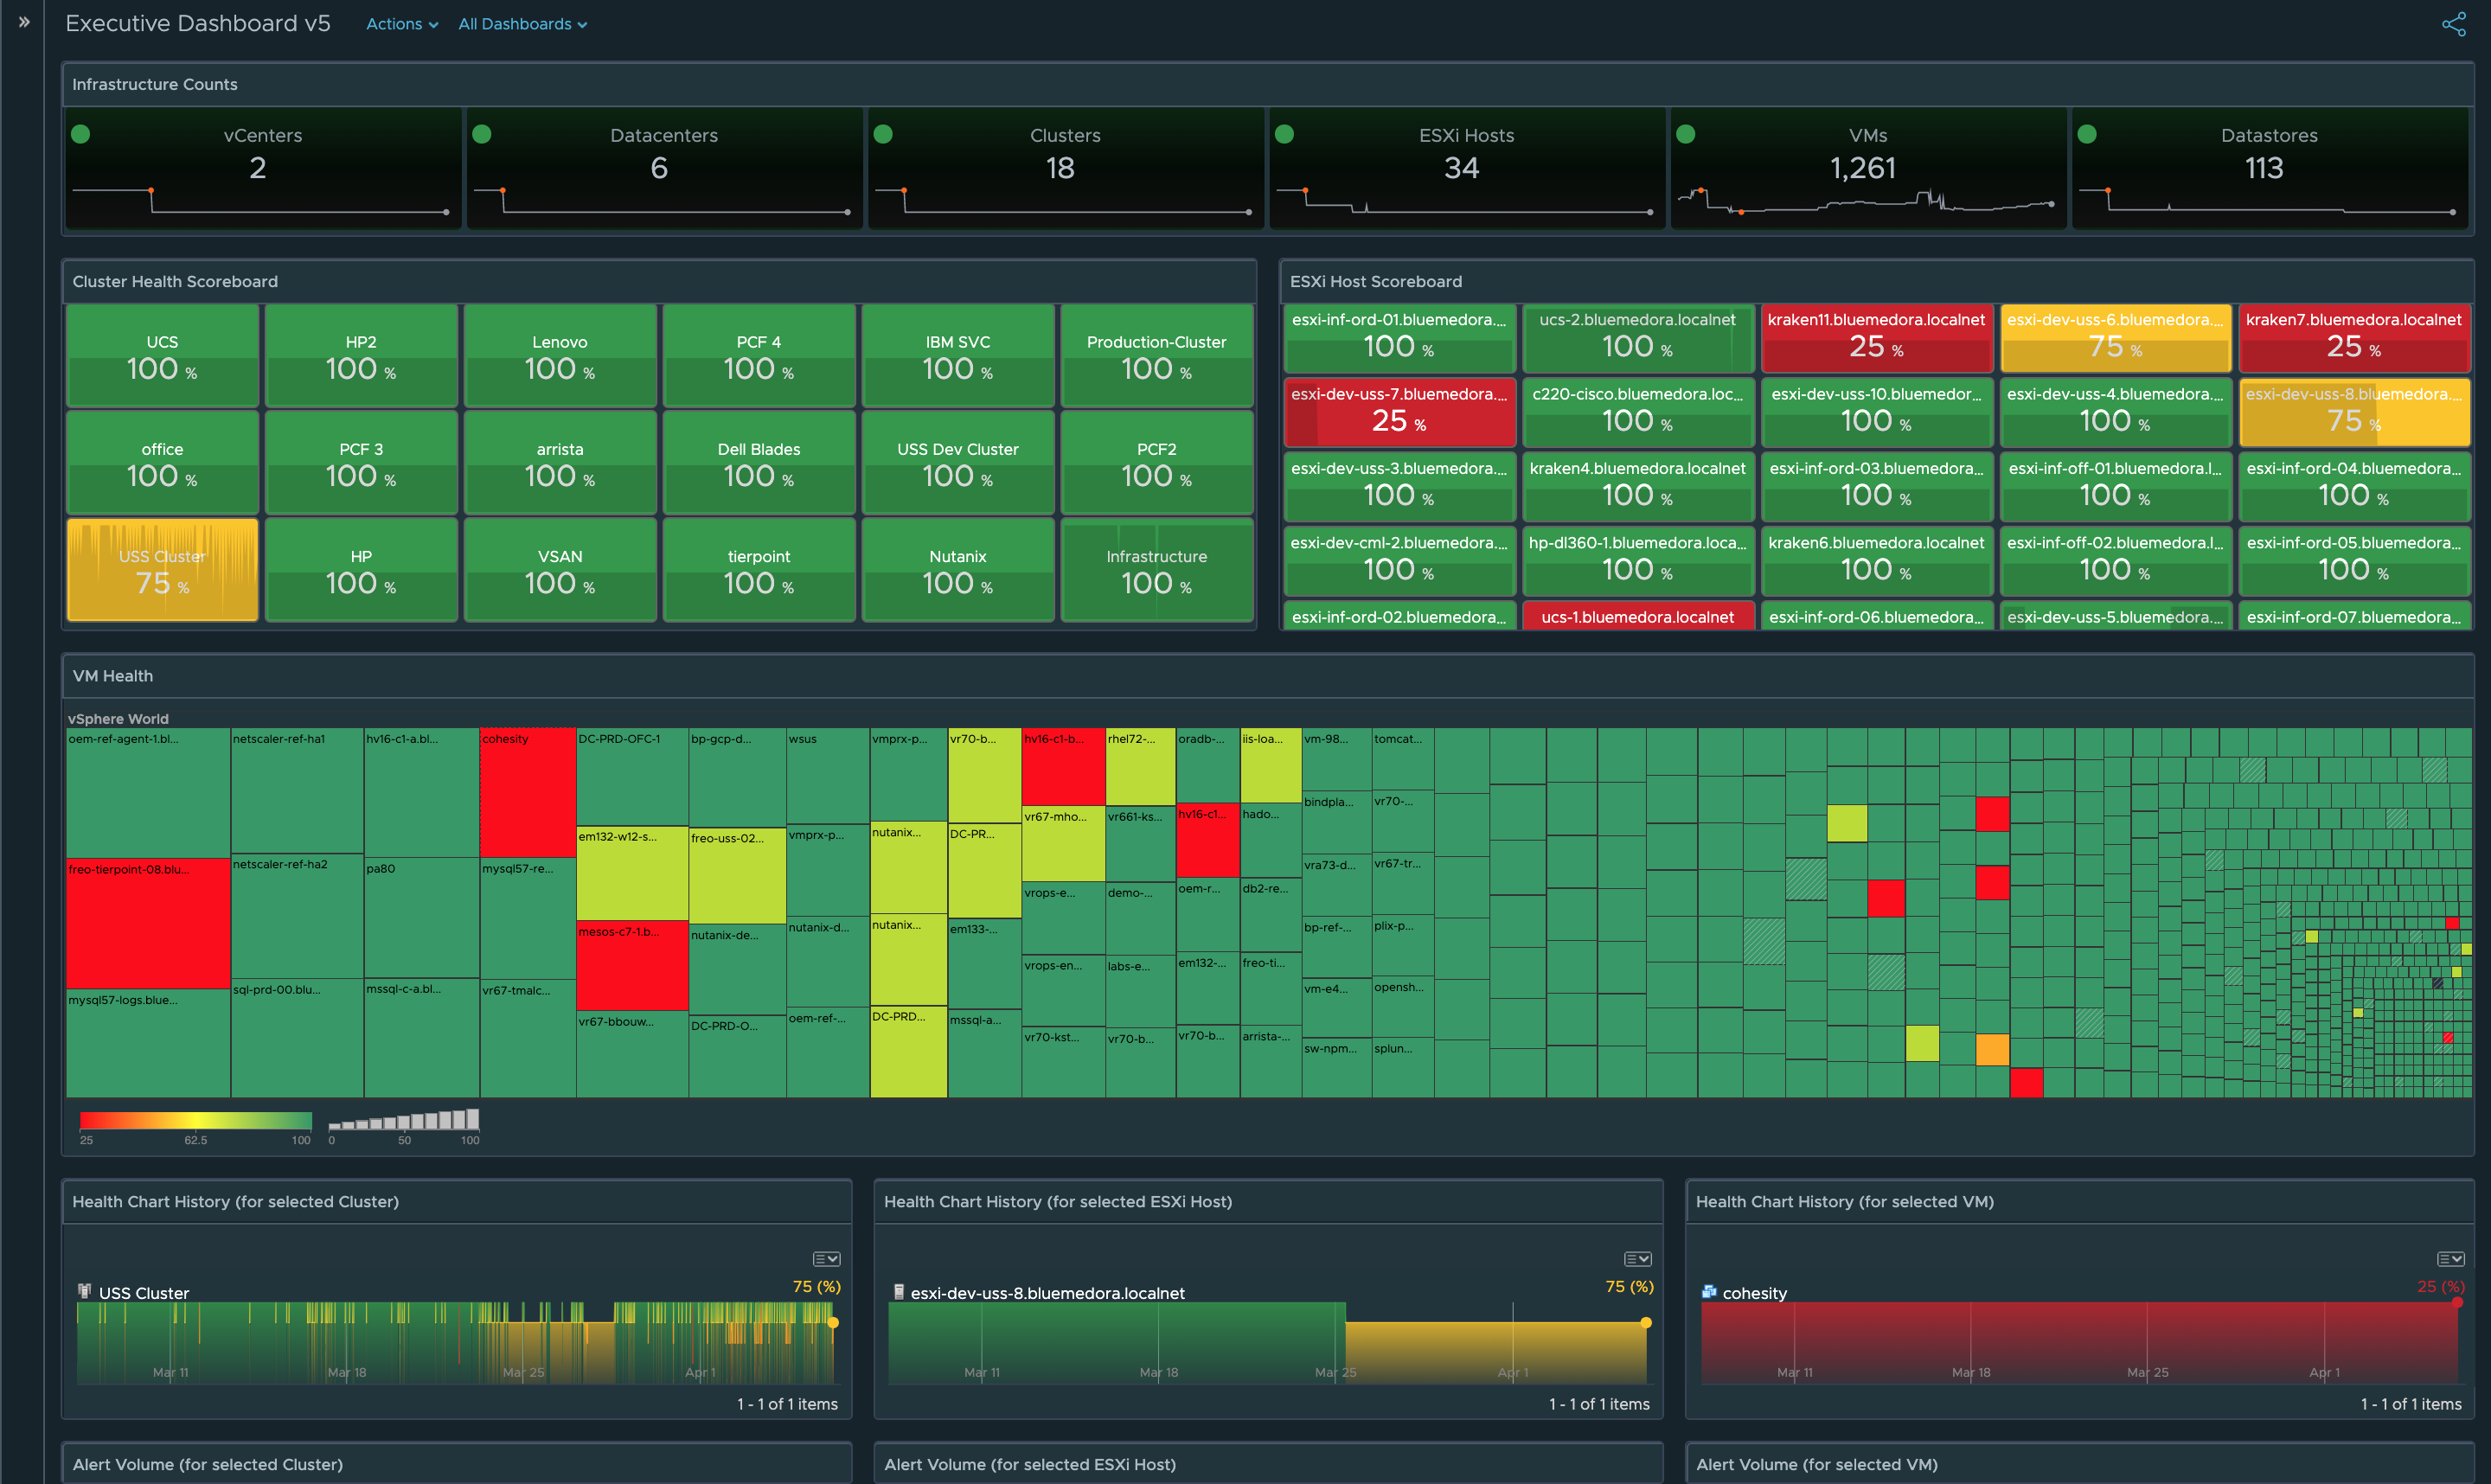 »
Executive Dashboard v5 Actions All Dashboards
Infrastructure Counts
vCenters Datacenters Clusters ESXi Hosts VMs Datastores
2 6 18 34 1,261 113
Cluster Health Scoreboard
UCS HP2 Lenovo PCF 4 IBM SVC Production-Cluster
100 % 100 % 100 % 100 % 100 % 100 %
office PCF 3 arrista Dell Blades USS Dev Cluster PCF2
100 % 100 % 100 % 100 % 100 % 100 %
USS Cluster HP VSAN tierpoint Nutanix Infrastructure
75 % 100 % 100 % 100 % 100 % 100 %
ESXi Host Scoreboard
esxi-inf-ord-01.bluemedora.... ucs-2.bluemedora.localnet kraken11.bluemedora.localnet esxi-dev-uss-6.bluemedora.... kraken7.bluemedora.localnet
100 % 100 % 25 % 75 % 25 %
esxi-dev-uss-7.bluemedora.... c220-cisco.bluemedora.loc... esxi-dev-uss-10.bluemedor... esxi-dev-uss-4.bluemedora.... esxi-dev-uss-8.bluemedora....
25 % 100 % 100 % 100 % 75 %
esxi-dev-uss-3.bluemedora.... kraken4.bluemedora.localnet esxi-inf-ord-03.bluemedora... esxi-inf-off-01.bluemedora.l... esxi-inf-ord-04.bluemedora...
100 % 100 % 100 % 100 % 100 %
esxi-dev-cml-2.bluemedora.... hp-dl360-1.bluemedora.loca... kraken6.bluemedora.localnet esxi-inf-off-02.bluemedora.l... esxi-inf-ord-05.bluemedora...
100 % 100 % 100 % 100 % 100 %
esxi-inf-ord-02.bluemedora... ucs-1.bluemedora.localnet esxi-inf-ord-06.bluemedora... esxi-dev-uss-5.bluemedora.... esxi-inf-ord-07.bluemedora...
VM Health
vSphere World
oem-ref-agent-1.bl... netscaler-ref-ha1 hv16-c1-a.bl... cohesity DC-PRD-OFC-1 bp-gcp-d... wsus vmprx-p... vr70-b... hv16-c1-b... rhel72-... oradb-... iis-loa... vm-98... tomcat...
bindpla... vr70-...
hv16-c1... hado...
vr67-mho... vr661-ks...
em132-w12-s... freo-uss-02... vmprx-p... nutanix... DC-PR...
freo-tierpoint-08.blu... netscaler-ref-ha2 pa80 mysql57-re... vra73-d... vr67-tr...
vrops-e... demo-... oem-r... db2-re...
mesos-c7-1.b... nutanix-de... nutanix-d... nutanix... em133-... bp-ref-... plix-p...
vrops-en... labs-e... em132-... freo-ti...
mysql57-logs.blue... sql-prd-00.blu... mssql-c-a.bl... vr67-tmalc... vm-e4... opensh...
vr67-bbouw... DC-PRD-O... oem-ref-... DC-PRD... mssql-a...
vr70-kst... vr70-b... vr70-b... arrista-... sw-npm... splun...
25 62.5 100 0 50 100
Health Chart History (for selected Cluster)
USS Cluster 75 (%)
Mar 11 Mar 18 Mar 25 Apr 1
1 - 1 of 1 items
Health Chart History (for selected ESXi Host)
esxi-dev-uss-8.bluemedora.localnet 75 (%)
Mar 11 Mar 18 Mar 25 Apr 1
1 - 1 of 1 items
Health Chart History (for selected VM)
cohesity 25 (%)
Mar 11 Mar 18 Mar 25 Apr 1
1 - 1 of 1 items
Alert Volume (for selected Cluster) Alert Volume (for selected ESXi Host) Alert Volume (for selected VM)